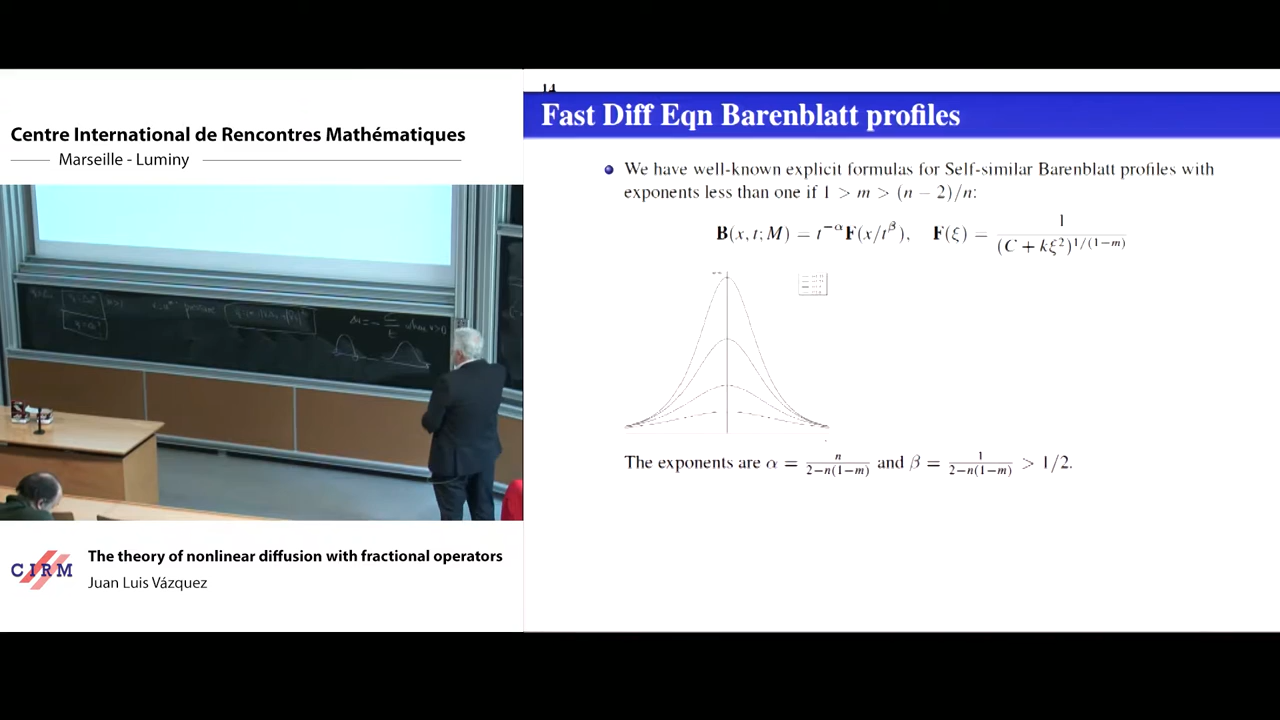 Centre International de Rencontres Mathématiques
Marseille - Luminy
CIRM
The theory of nonlinear diffusion with fractional operators
Juan Luis Vázquez
14
Fast Diff Eqn Barenblatt profiles
We have well-known explicit formulas for Self-similar Barenblatt profiles with
exponents less than one if 1 > m > (n − 2)/n:
B(x, t; M) = t^{−α}F(x/t^β), F(ξ) = 1/(C + kξ²)^{1/(1−m)}
The exponents are α = n/(2−n(1−m)) and β = 1/(2−n(1−m)) > 1/2.